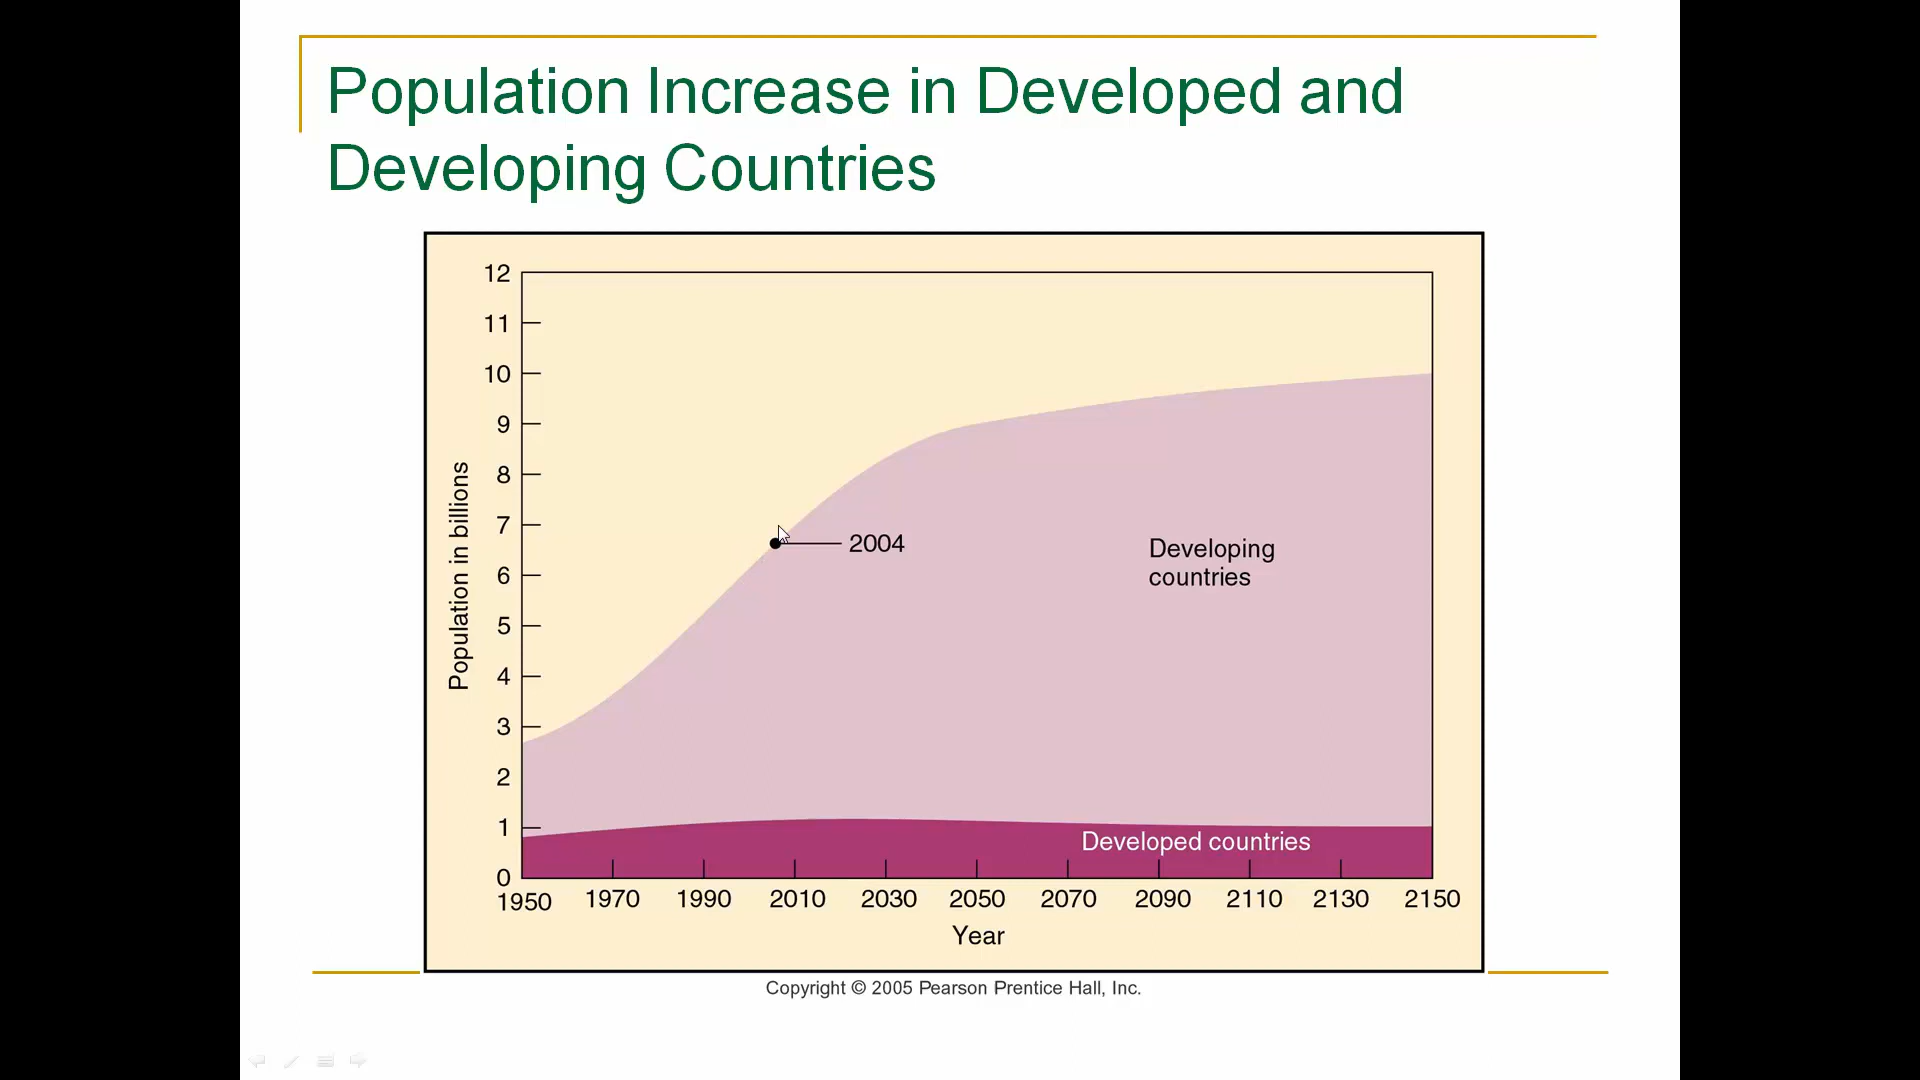 Population Increase in Developed and
Developing Countries
12
11
10
9
8
7
6
5
4
3
2
1
0
Population in billions
2004
Developing
countries
Developed countries
1950 1970 1990 2010 2030 2050 2070 2090 2110 2130 2150
Year
Copyright © 2005 Pearson Prentice Hall, Inc.